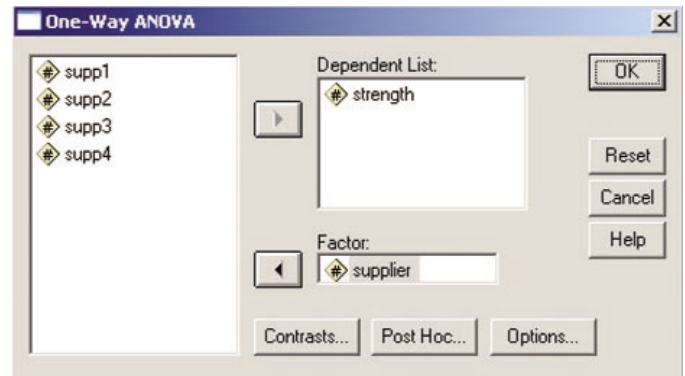 One-Way ANOVA
supp1
supp2
supp3
supp4
Dependent List:
strength
Factor:
supplier
OK
Reset
Cancel
Help
Contrasts...
Post Hoc...
Options...